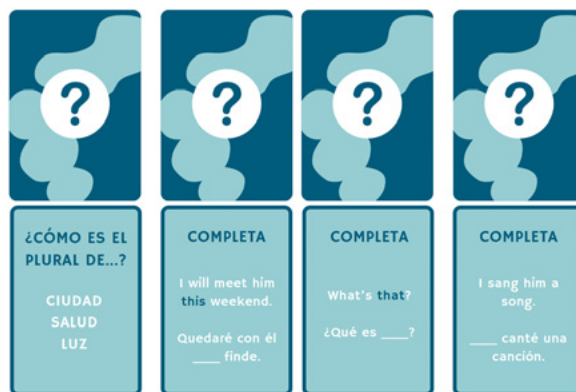 ?
?
?
?
¿CÓMO ES EL
PLURAL DE...?
CIUDAD
SALUD
LUZ
COMPLETA
I will meet him
this weekend.
Quedaré con él
____ finde.
COMPLETA
What's that?
¿Qué es ____?
COMPLETA
I sang him a
song.
____ canté una
canción.